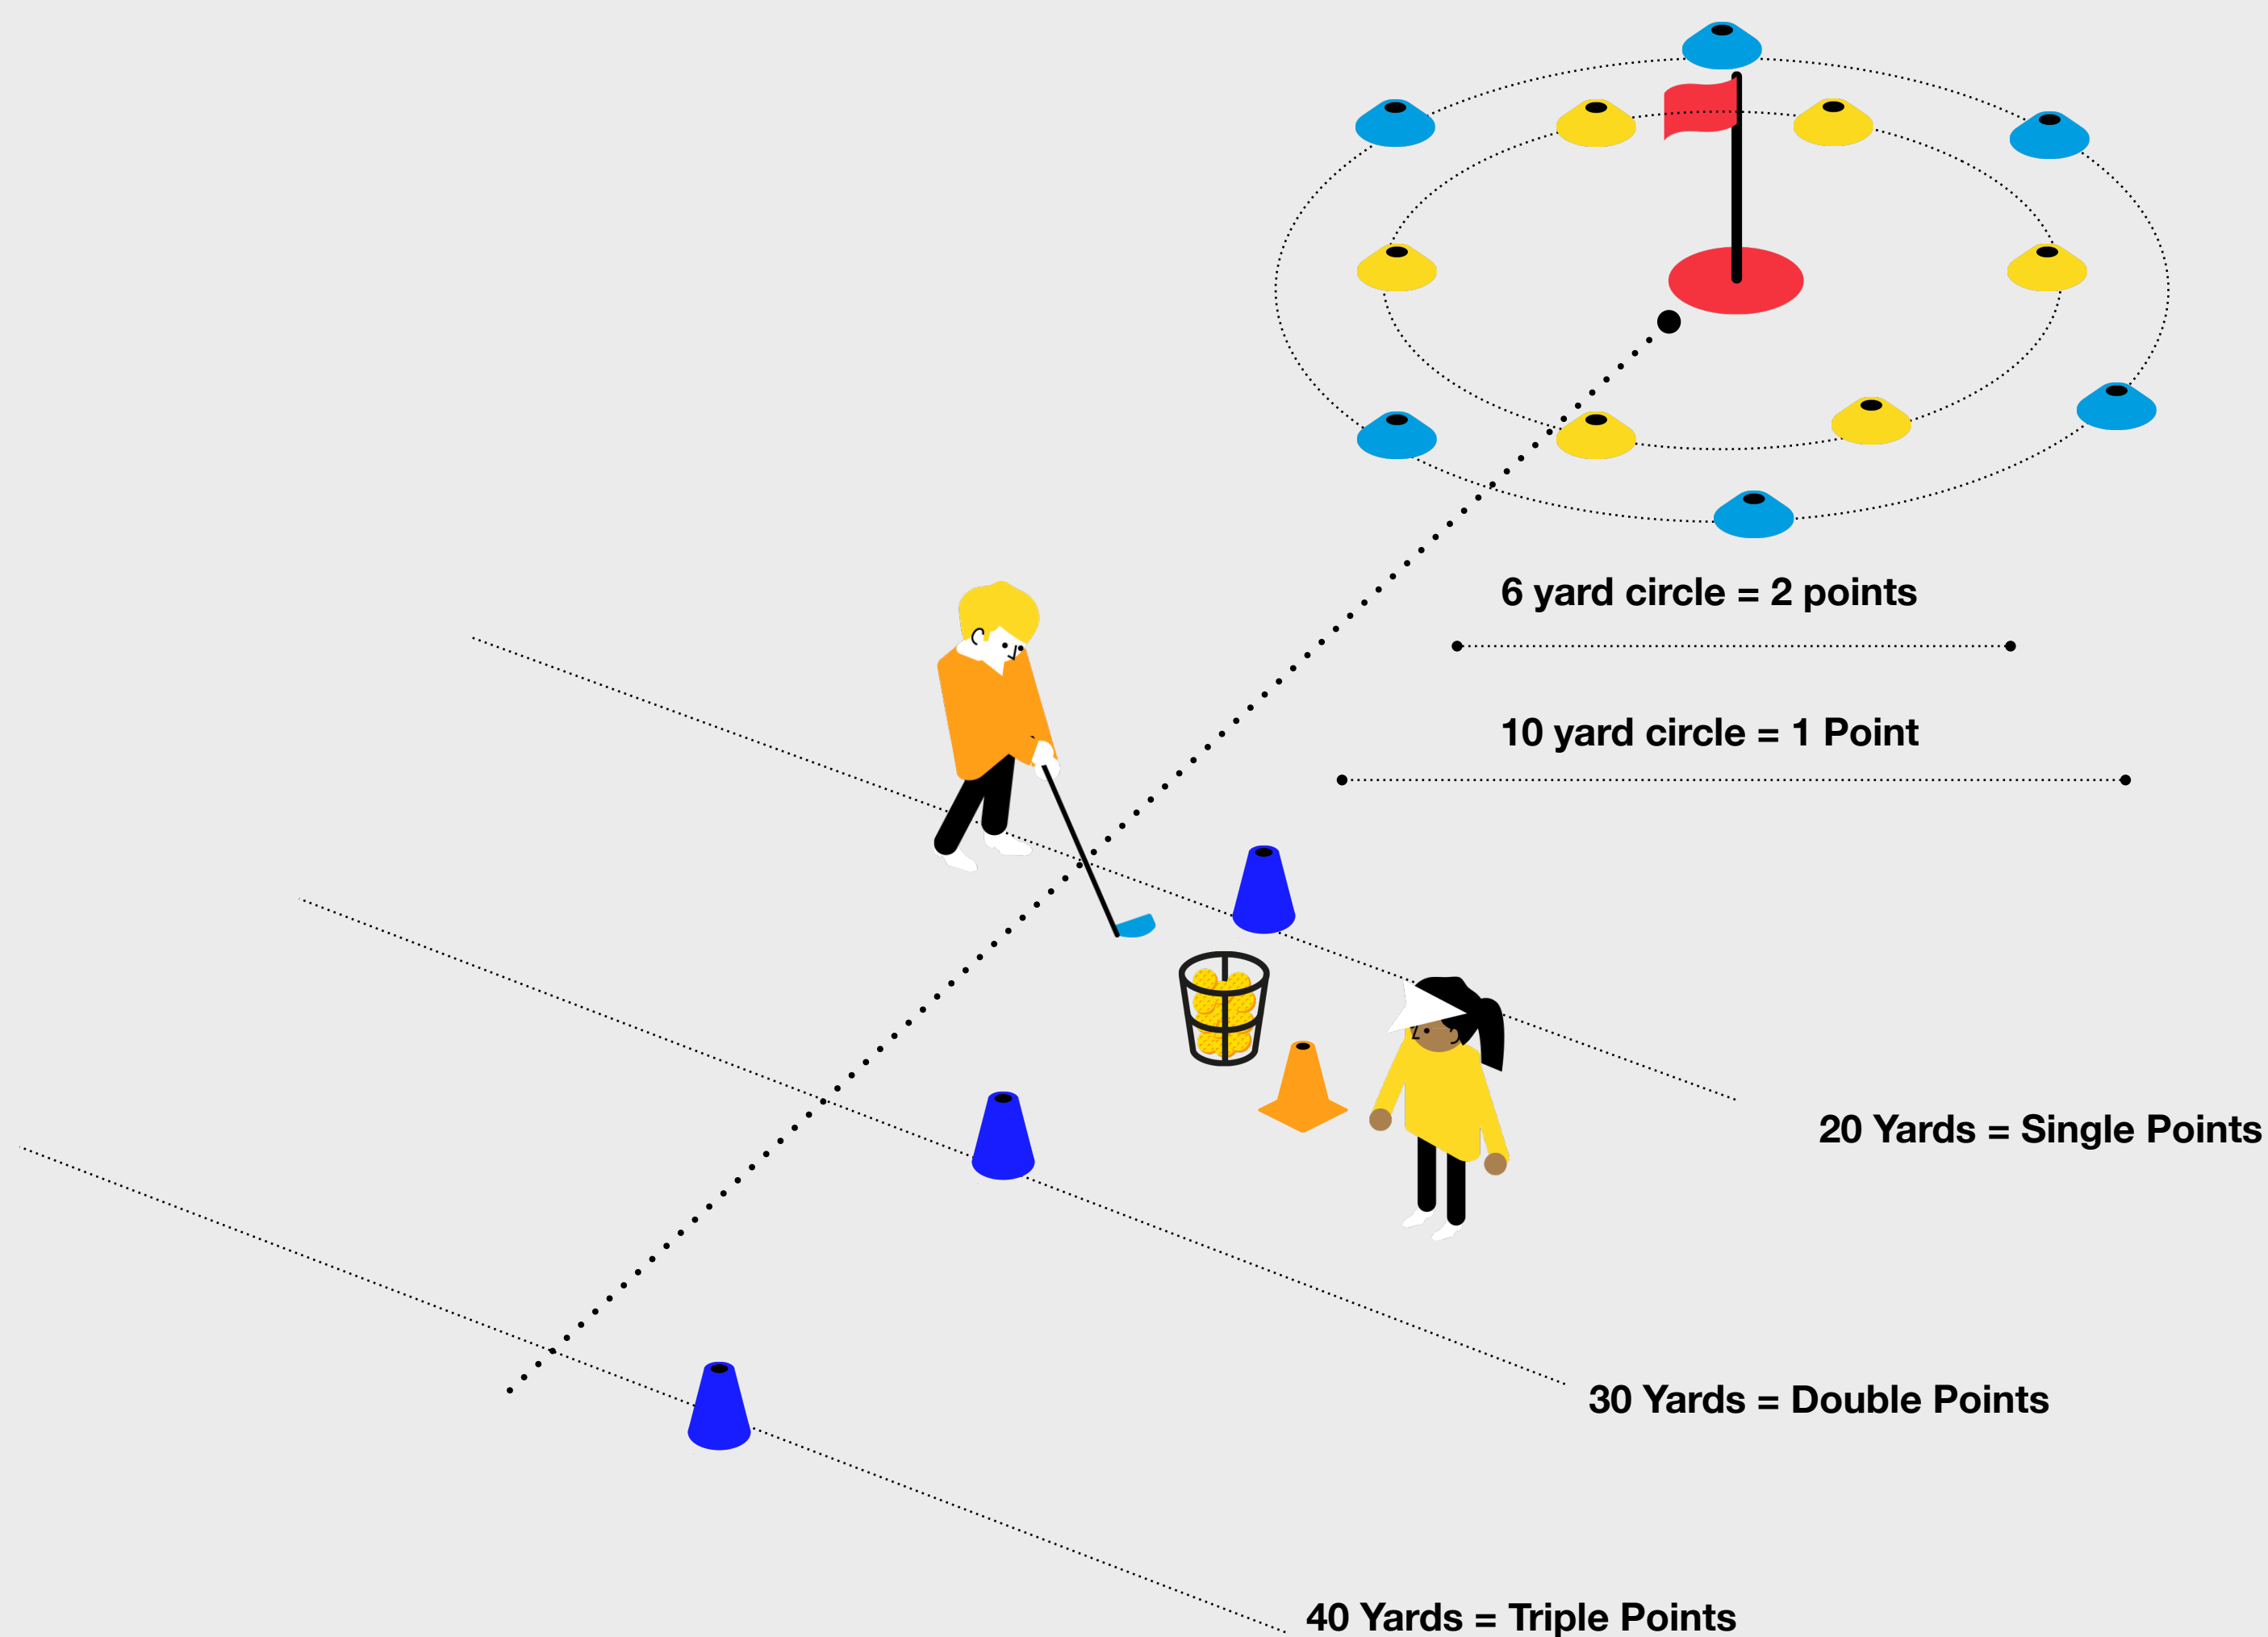 6 yard circle = 2 points
10 yard circle = 1 Point
20 Yards = Single Points
30 Yards = Double Points
40 Yards = Triple Points